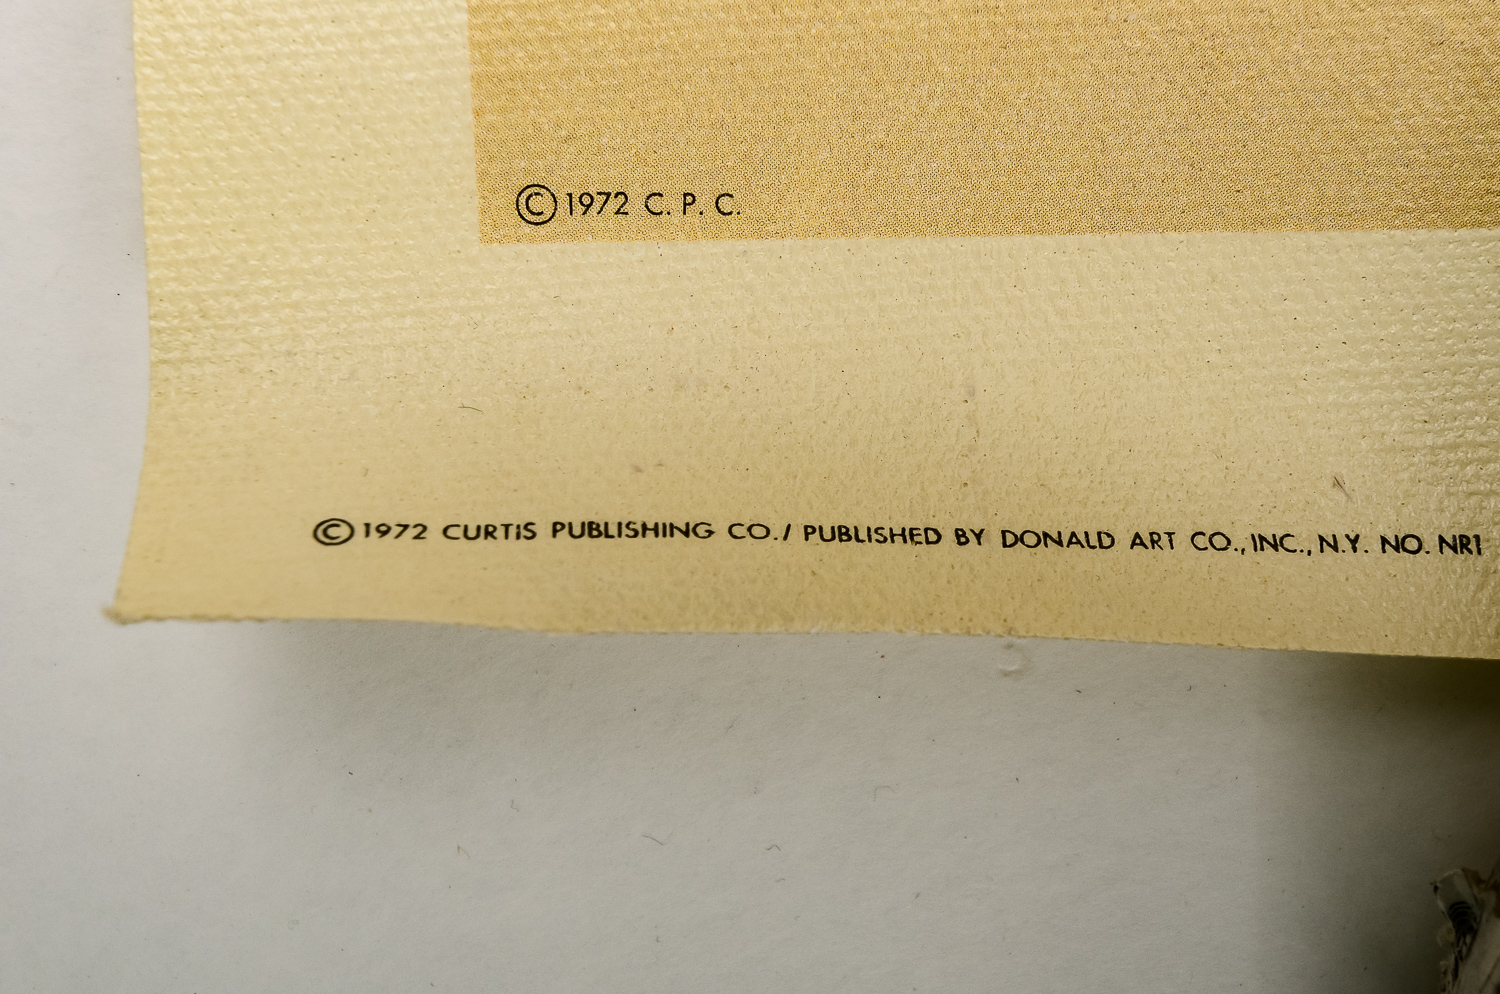 ©1972 C. P. C.
©1972 CURTIS PUBLISHING CO./ PUBLISHED BY DONALD ART CO., INC., N.Y. NO. NR1